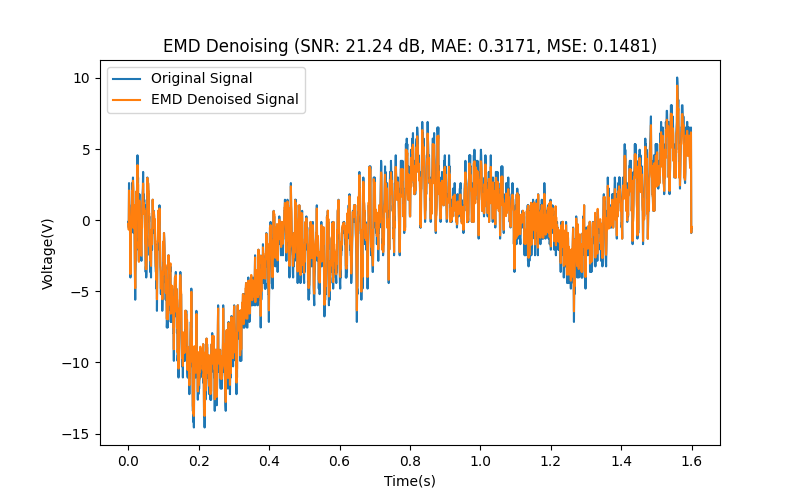 EMD Denoising (SNR: 21.24 dB, MAE: 0.3171, MSE: 0.1481)
Original Signal
EMD Denoised Signal
Voltage(V)
10
5
0
−5
−10
−15
0.0 0.2 0.4 0.6 0.8 1.0 1.2 1.4 1.6
Time(s)